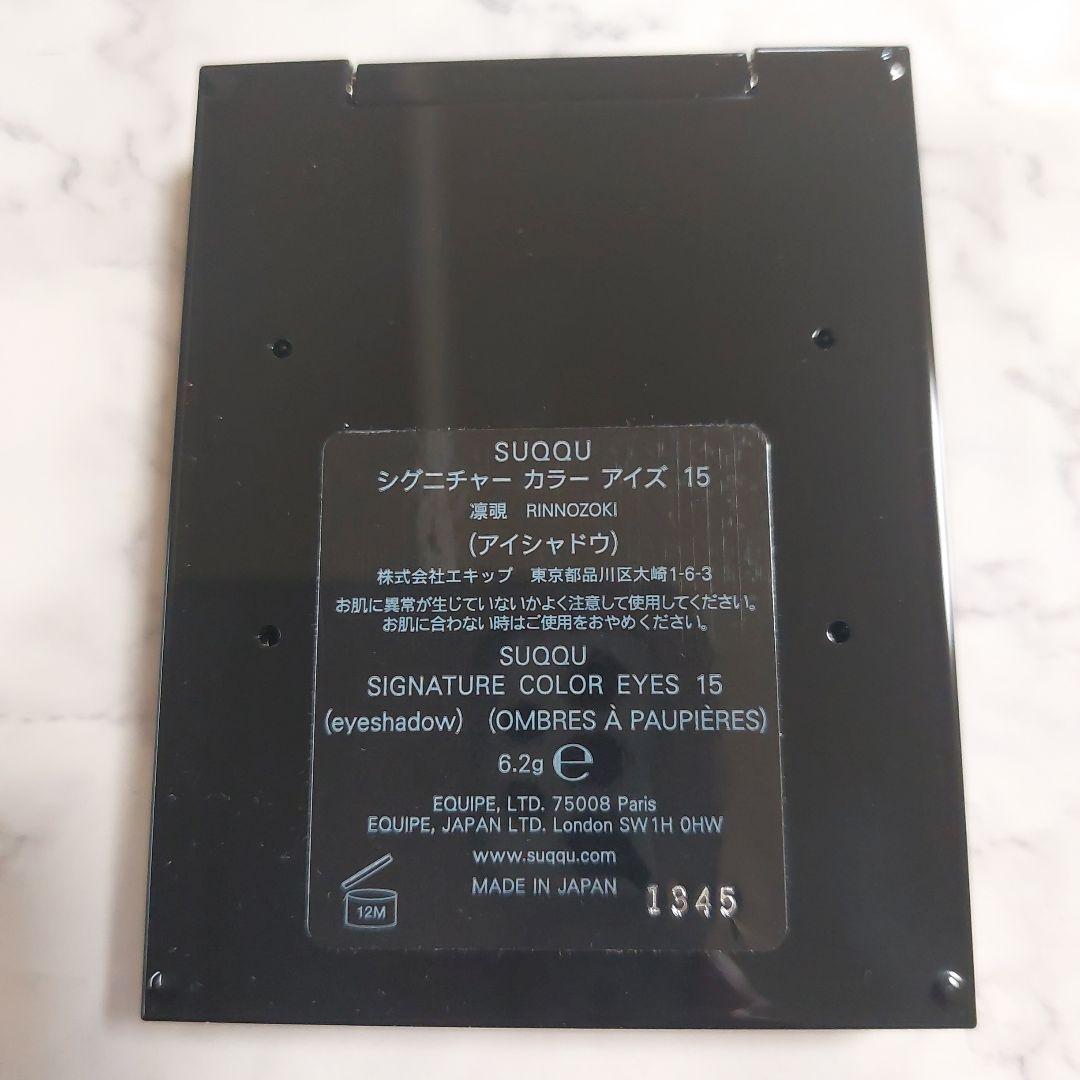 SUQQU
シグニチャー カラー アイズ 15
凛覗 RINNOZOKI
(アイシャドウ)
株式会社エキップ 東京都品川区大崎1-6-3
お肌に異常が生じていないかよく注意して使用してください。
お肌に合わない時はご使用をおやめください。
SUQQU
SIGNATURE COLOR EYES 15
(eyeshadow) (OMBRES À PAUPIÈRES)
6.2g ℮
EQUIPE, LTD. 75008 Paris
EQUIPE, JAPAN LTD. London SW1H 0HW
www.suqqu.com
MADE IN JAPAN
12M
1345